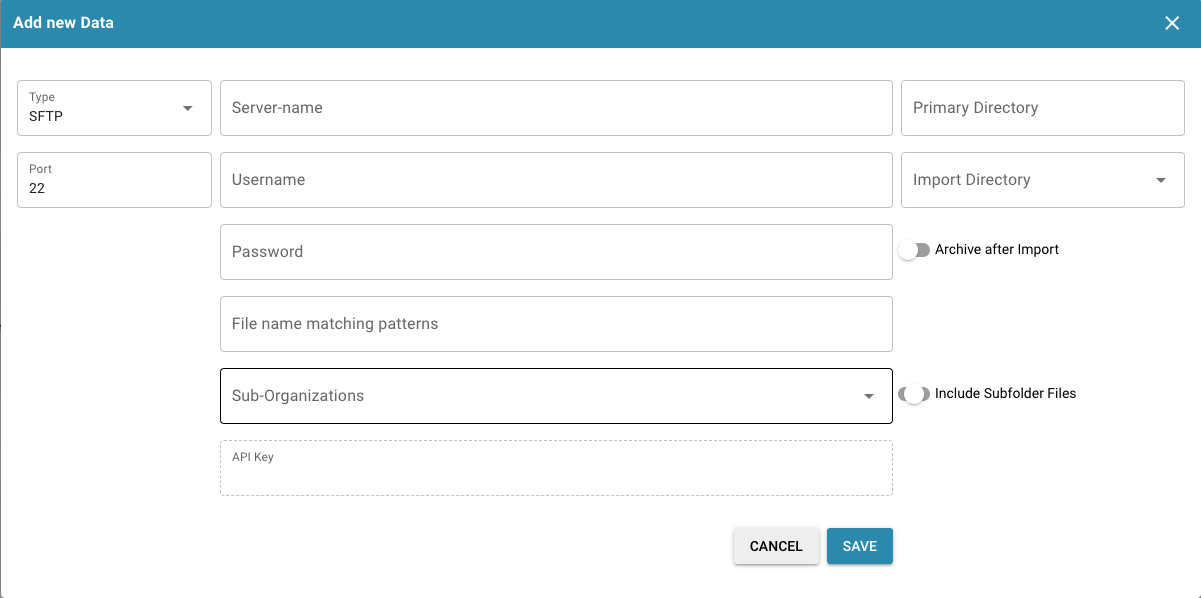 Add new Data
Type
SFTP
Server-name
Primary Directory
Port
22
Username
Import Directory
Password
Archive after Import
File name matching patterns
Sub-Organizations
Include Subfolder Files
API Key
CANCEL
SAVE